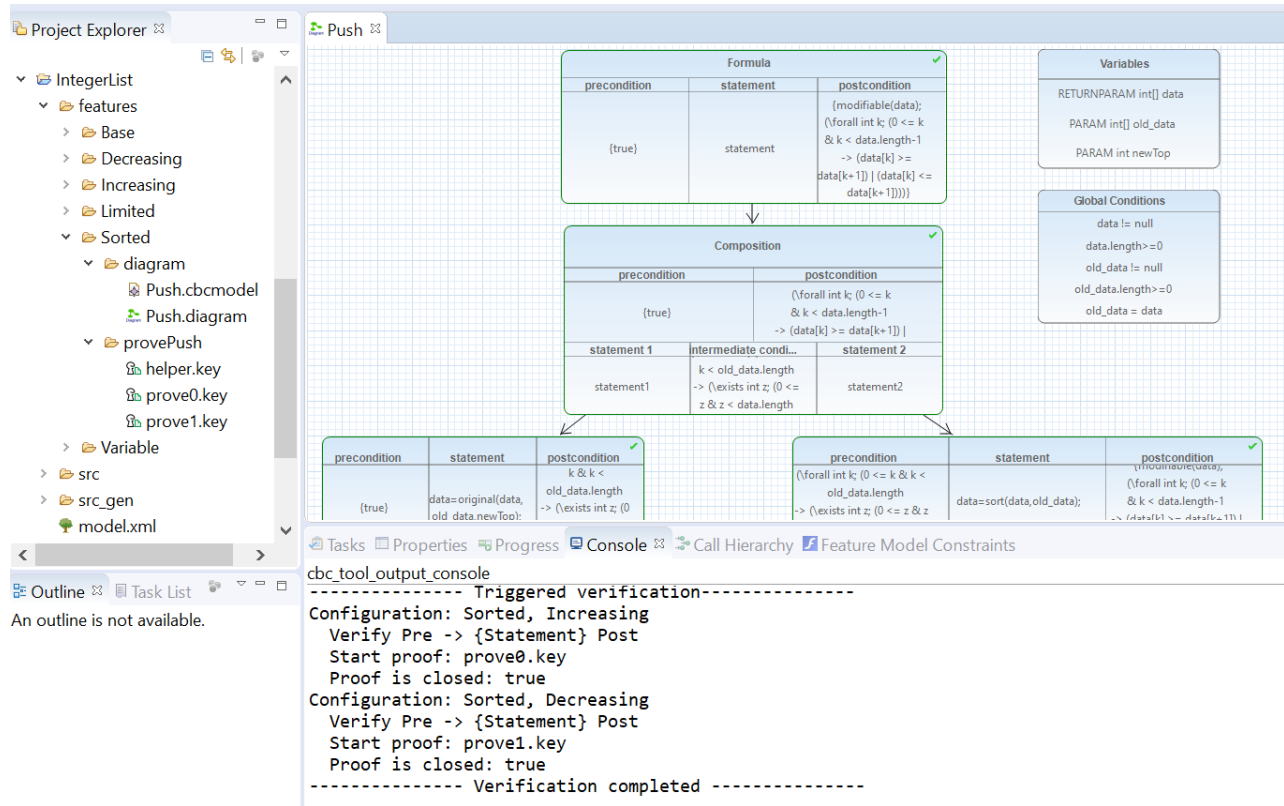 Project Explorer
IntegerList
features
Base
Decreasing
Increasing
Limited
Sorted
diagram
Push.cbcmodel
Push.diagram
provePush
helper.key
prove0.key
prove1.key
Variable
src
src_gen
model.xml
Outline Task List
An outline is not available.
Push
Formula
precondition statement postcondition
{true}
statement
{modifiable(data);
(\forall int k; (0 <= k
& k < data.length-1
-> (data[k] >=
data[k+1]) | (data[k] <=
data[k+1])))}
Composition
precondition postcondition
{true}
(\forall int k; (0 <= k
& k < data.length-1
-> (data[k] >= data[k+1]) |
statement 1 intermediate condi... statement 2
statement1
k < old_data.length
-> (\exists int z; (0 <=
z & z < data.length
statement2
precondition statement postcondition
{true}
data=original(data,
old_data,newTop);
k & k <
old_data.length
-> (\exists int z; (0
precondition statement postcondition
(\forall int k; (0 <= k & k <
old_data.length
-> (\exists int z; (0 <= z & z
data=sort(data,old_data);
{modifiable(data);
(\forall int k; (0 <= k
& k < data.length-1
-> (data[k] >= data[k+1]) |
Variables
RETURNPARAM int[] data
PARAM int[] old_data
PARAM int newTop
Global Conditions
data != null
data.length>=0
old_data != null
old_data.length>=0
old_data = data
Tasks Properties Progress Console Call Hierarchy Feature Model Constraints
cbc_tool_output_console
--------------- Triggered verification---------------
Configuration: Sorted, Increasing
Verify Pre -> {Statement} Post
Start proof: prove0.key
Proof is closed: true
Configuration: Sorted, Decreasing
Verify Pre -> {Statement} Post
Start proof: prove1.key
Proof is closed: true
--------------- Verification completed ---------------